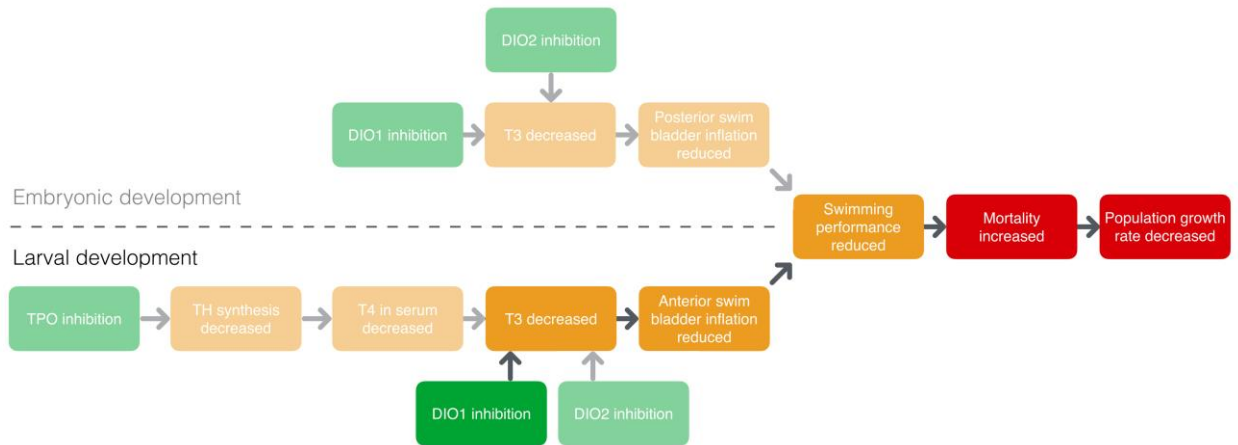 DIO2 inhibition
DIO1 inhibition
T3 decreased
Posterior swim
bladder inflation
reduced
Embryonic development
Swimming
performance
reduced
Mortality
increased
Population growth
rate decreased
Larval development
TPO inhibition
TH synthesis
decreased
T4 in serum
decreased
T3 decreased
Anterior swim
bladder inflation
reduced
DIO1 inhibition
DIO2 inhibition